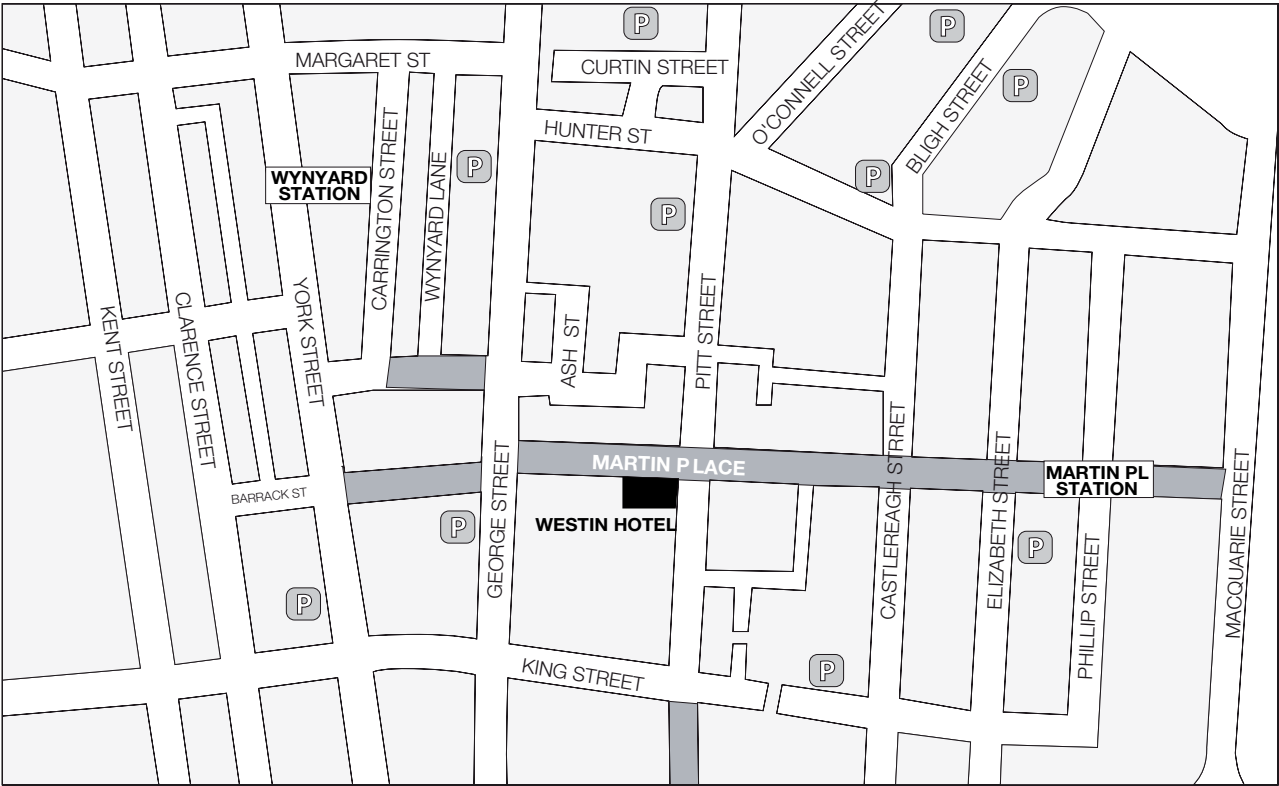 P
P
MARGARET ST
CURTIN STREET
O'CONNELL STREET
P
BLIGH STREET
HUNTER ST
P
WYNYARD
STATION
CARRINGTON STREET
WYNYARD LANE
P
P
KENT STREET
CLARENCE STREET
YORK STREET
ASH ST
PITT STREET
MARTIN PLACE
CASTLEREAGH STRRET
ELIZABETH STREET
MARTIN PL
STATION
BARRACK ST
GEORGE STREET
WESTIN HOTEL
P
P
PHILLIP STREET
MACQUARIE STREET
P
KING STREET
P